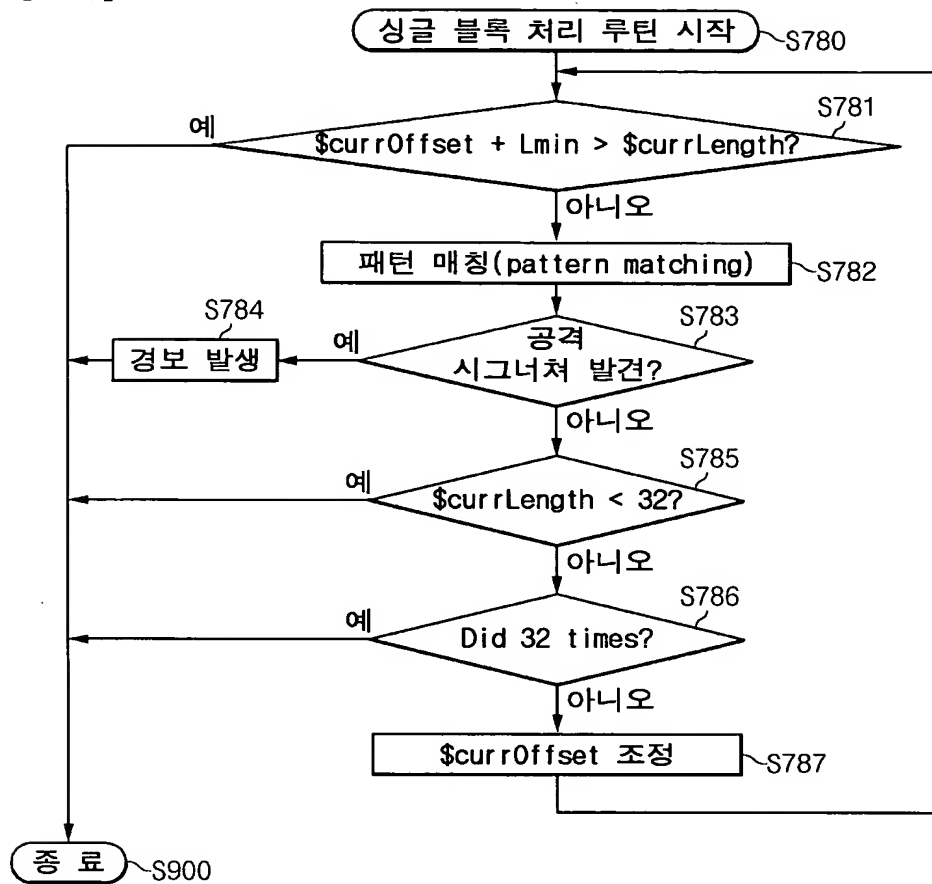 싱글 블록 처리 루틴 시작
S780
S781
예
$currOffset + Lmin > $currLength?
아니오
패턴 매칭(pattern matching)
S782
S784
S783
경보 발생
예
공격
시그너쳐 발견?
아니오
S785
예
$currLength < 32?
아니오
S786
예
Did 32 times?
아니오
$currOffset 조정
S787
종 료
S900